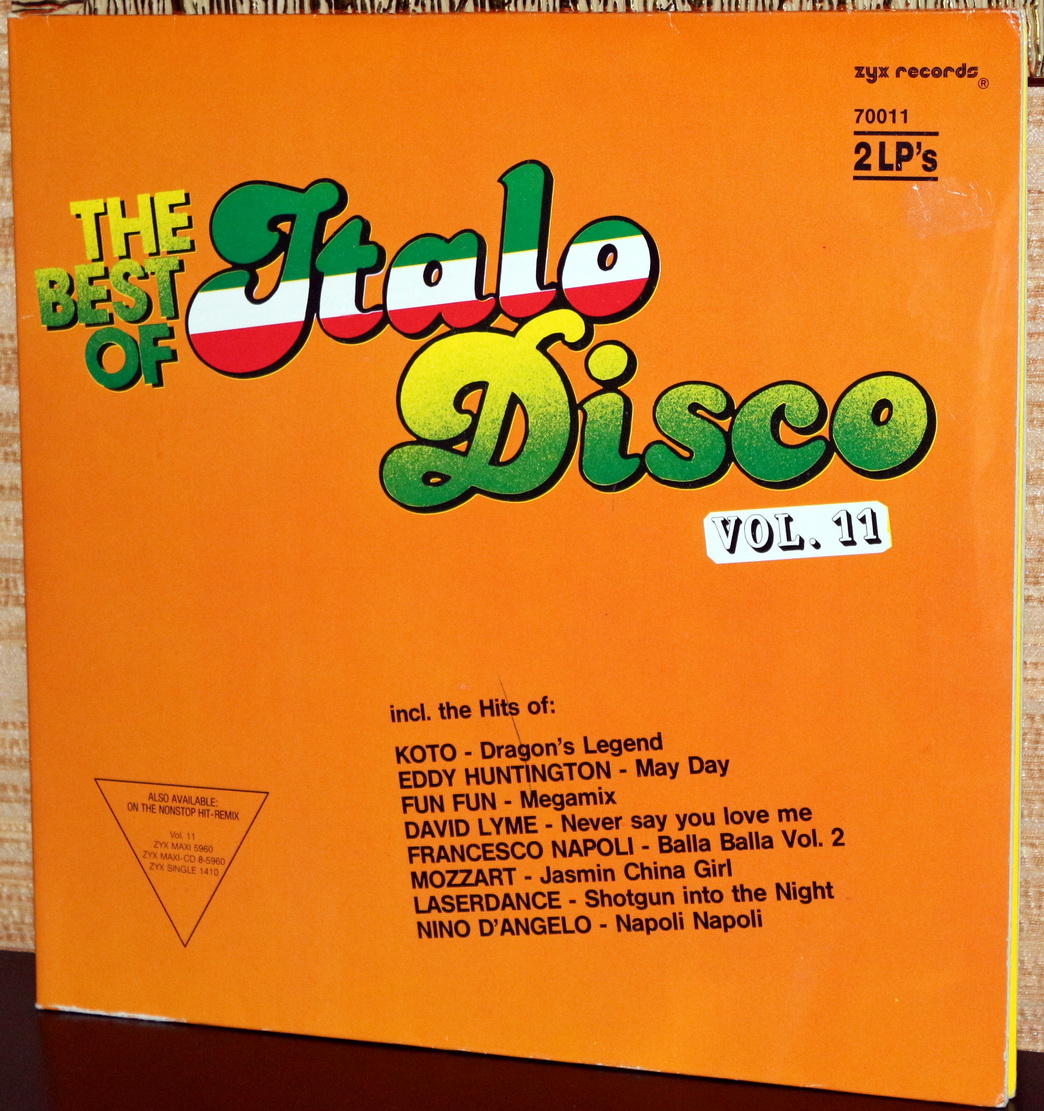 zyx records®
70011
2 LP's
THE
BEST
OF
Italo
Disco
VOL. 11
incl. the Hits of:
KOTO - Dragon's Legend
EDDY HUNTINGTON - May Day
FUN FUN - Megamix
DAVID LYME - Never say you love me
FRANCESCO NAPOLI - Balla Balla Vol. 2
MOZZART - Jasmin China Girl
LASERDANCE - Shotgun into the Night
NINO D'ANGELO - Napoli Napoli
ALSO AVAILABLE:
ON THE NONSTOP HIT-REMIX
Vol. 11
ZYX MAXI 5960
ZYX MAXI-CD 8-5960
ZYX SINGLE 1410